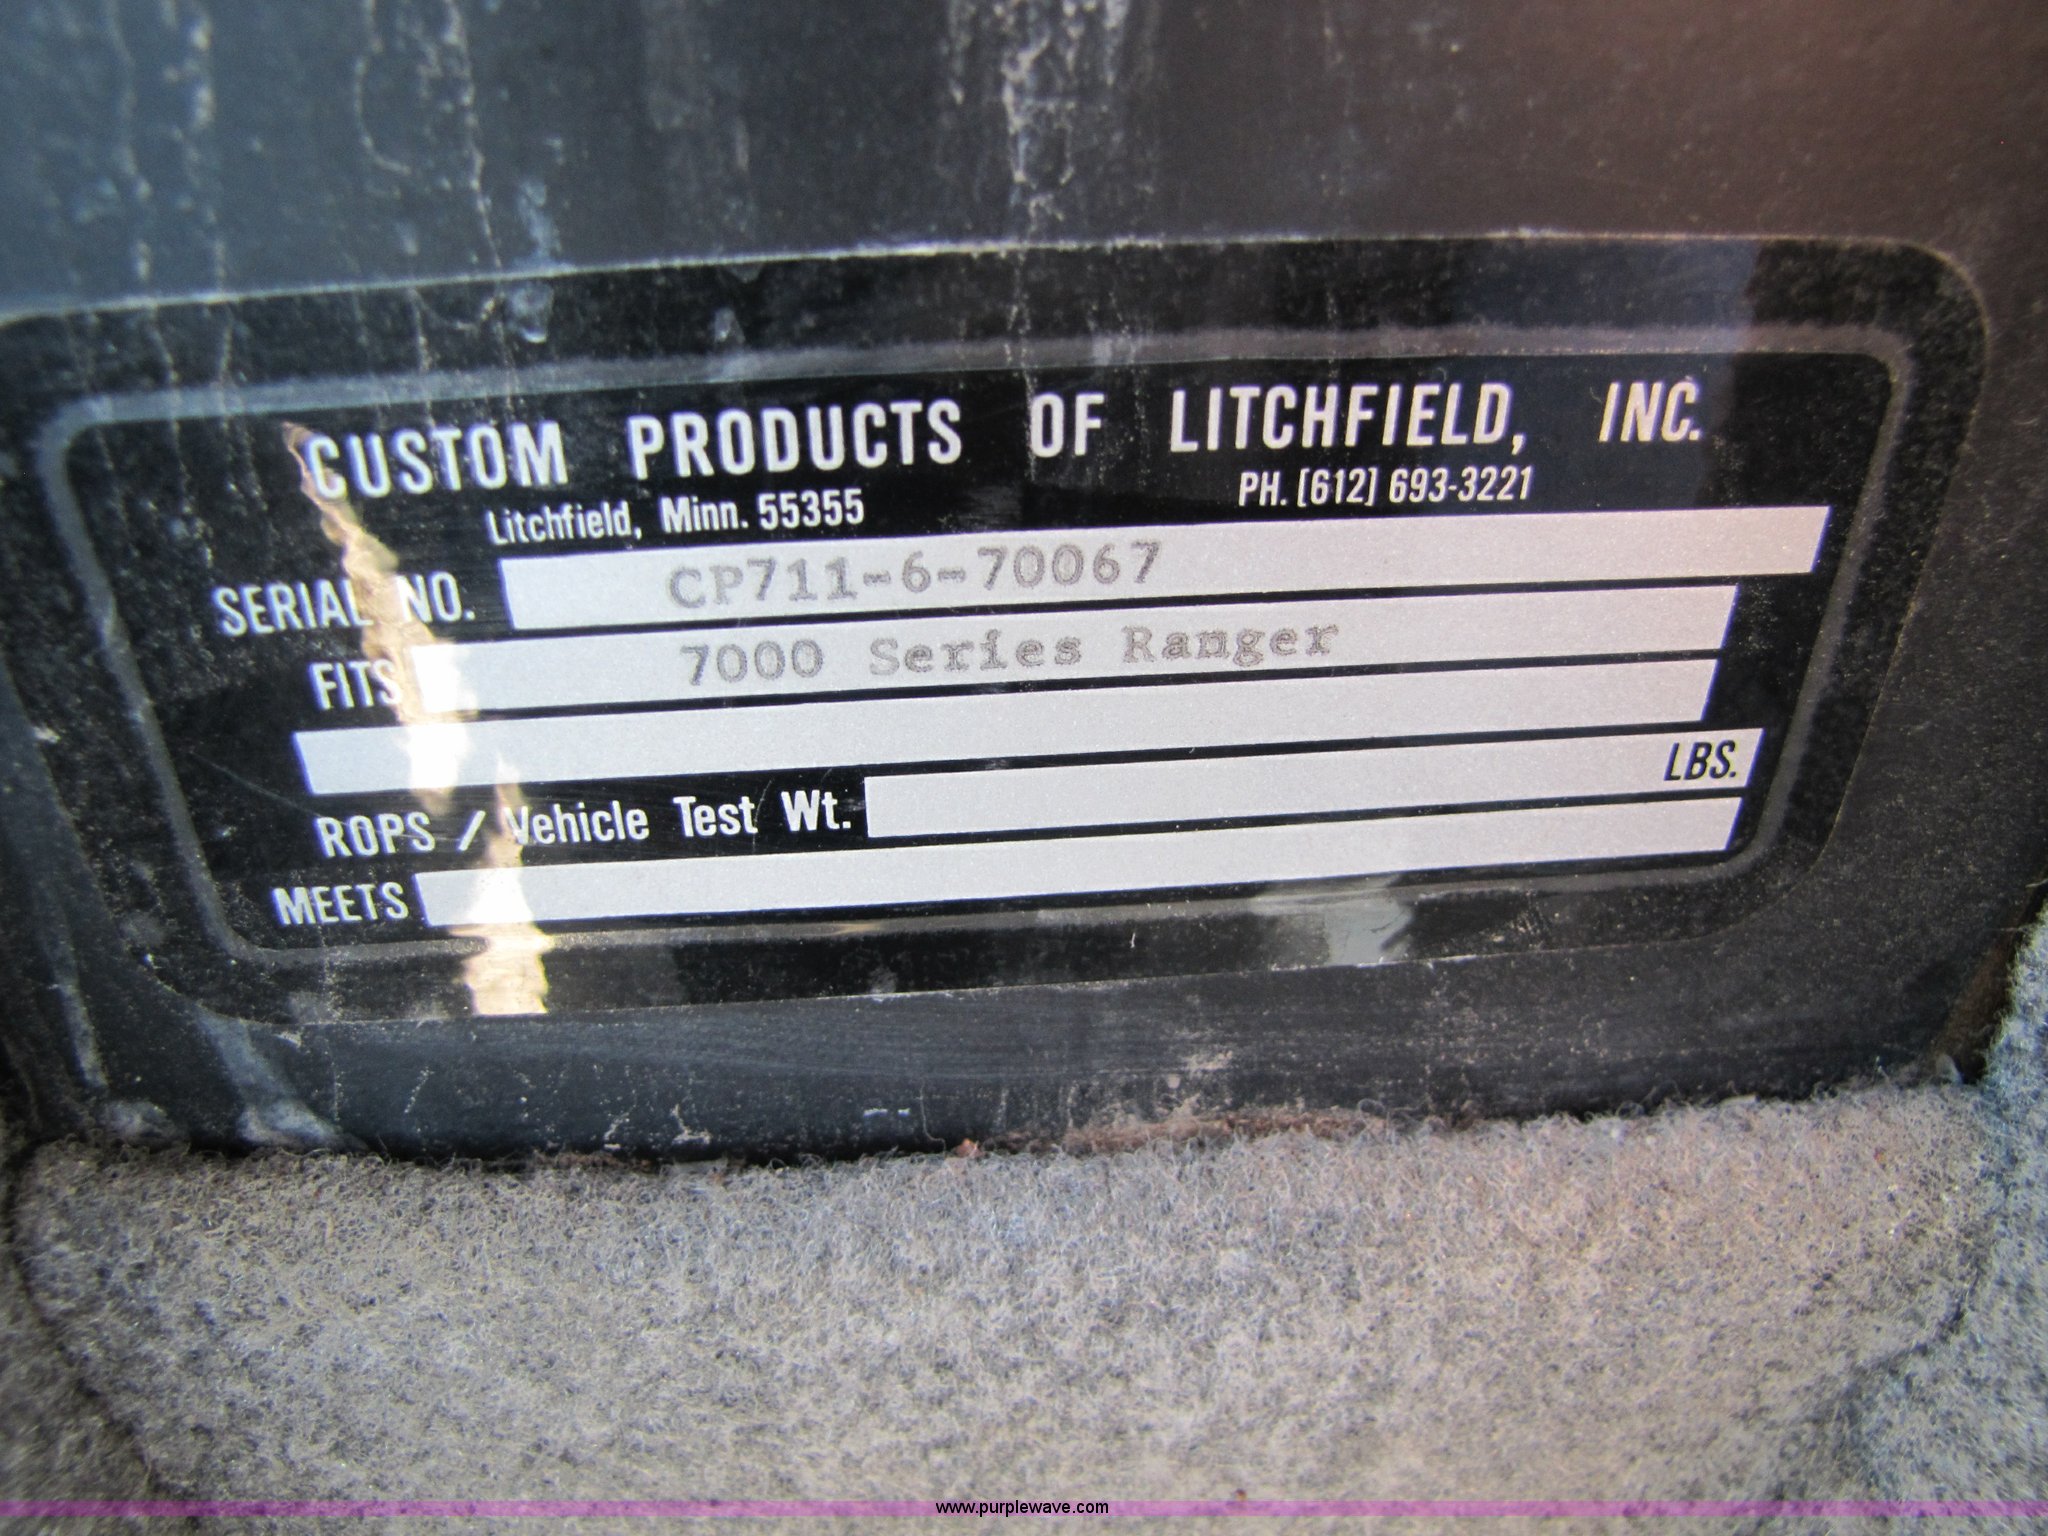 CUSTOM PRODUCTS OF LITCHFIELD, INC.
Litchfield, Minn. 55355 PH. [612] 693-3221
SERIAL NO. CP711-6-70067
FITS 7000 Series Ranger
ROPS / Vehicle Test Wt. LBS.
MEETS
www.purplewave.com